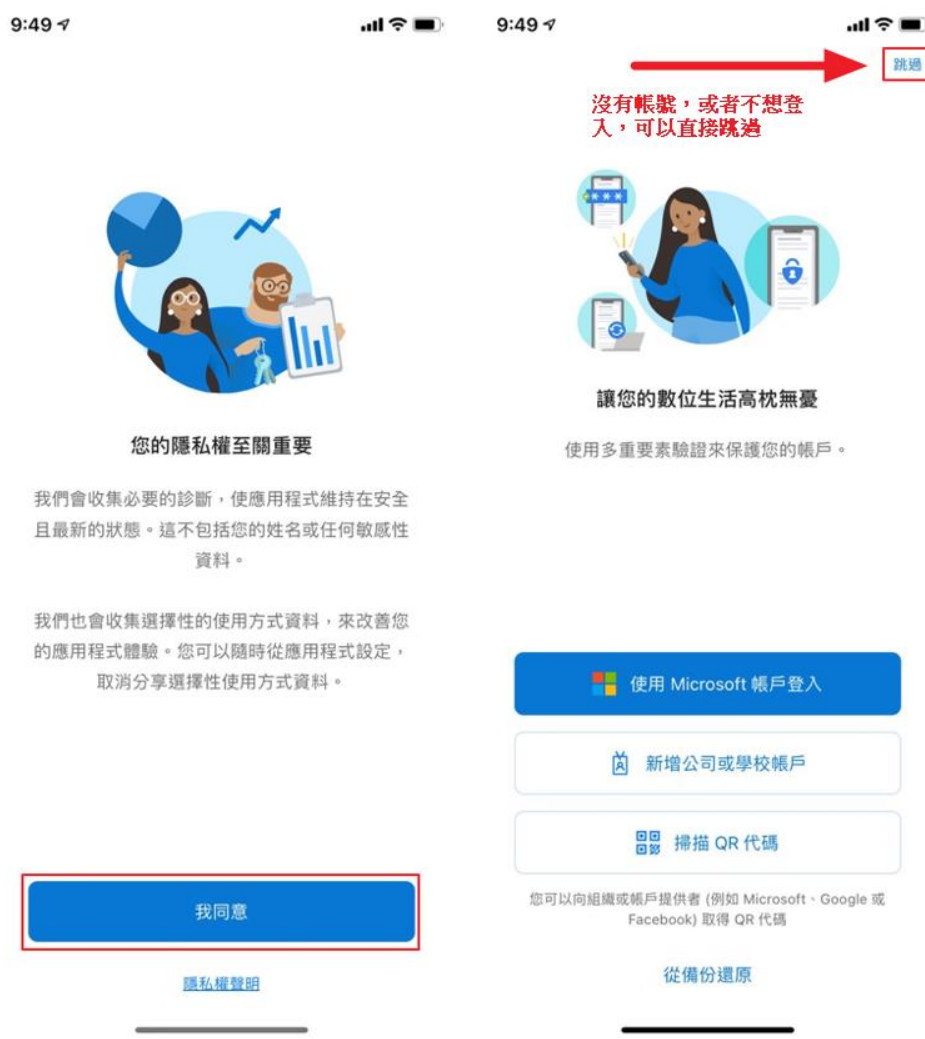 9:49
您的隱私權至關重要
我們會收集必要的診斷，使應用程式維持在安全
且最新的狀態。這不包括您的姓名或任何敏感性
資料。
我們也會收集選擇性的使用方式資料，來改善您
的應用程式體驗。您可以隨時從應用程式設定，
取消分享選擇性使用方式資料。
我同意
隱私權聲明
9:49
跳過
沒有帳號，或者不想登
入，可以直接跳過
***
讓您的數位生活高枕無憂
使用多重要素驗證來保護您的帳戶。
使用 Microsoft 帳戶登入
新增公司或學校帳戶
掃描 QR 代碼
您可以向組織或帳戶提供者 (例如 Microsoft、Google 或
Facebook) 取得 QR 代碼
從備份還原